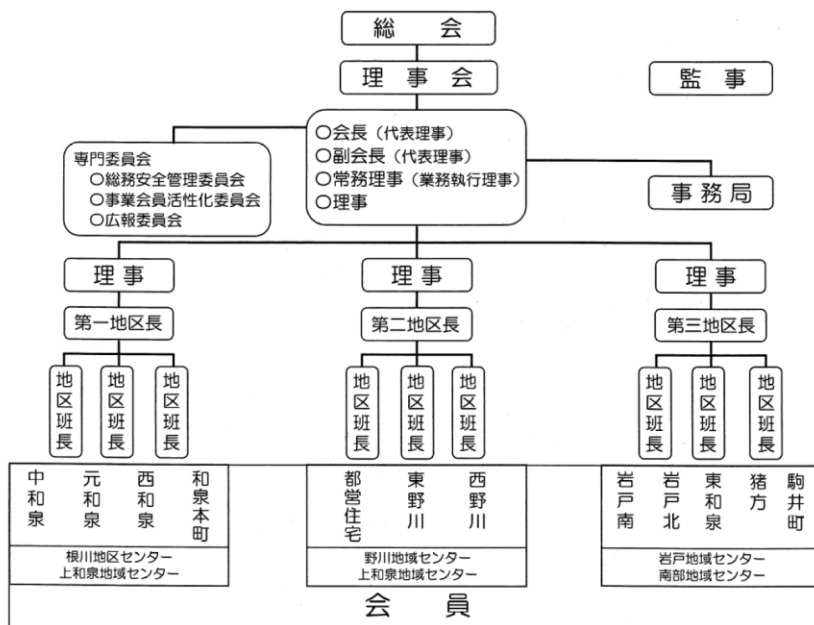 総会
理事会
監事
○会長（代表理事）
○副会長（代表理事）
○常務理事（業務執行理事）
○理事
専門委員会
○総務安全管理委員会
○事業会員活性化委員会
○広報委員会
事務局
理事
理事
理事
第一地区長
第二地区長
第三地区長
地区班長
地区班長
地区班長
地区班長
地区班長
地区班長
地区班長
地区班長
地区班長
中和泉
元和泉
西和泉
和泉本町
都営住宅
東野川
西野川
岩戸南
岩戸北
東和泉
猪方
駒井町
根川地区センター
上和泉地域センター
野川地域センター
上和泉地域センター
岩戸地域センター
南部地域センター
会員